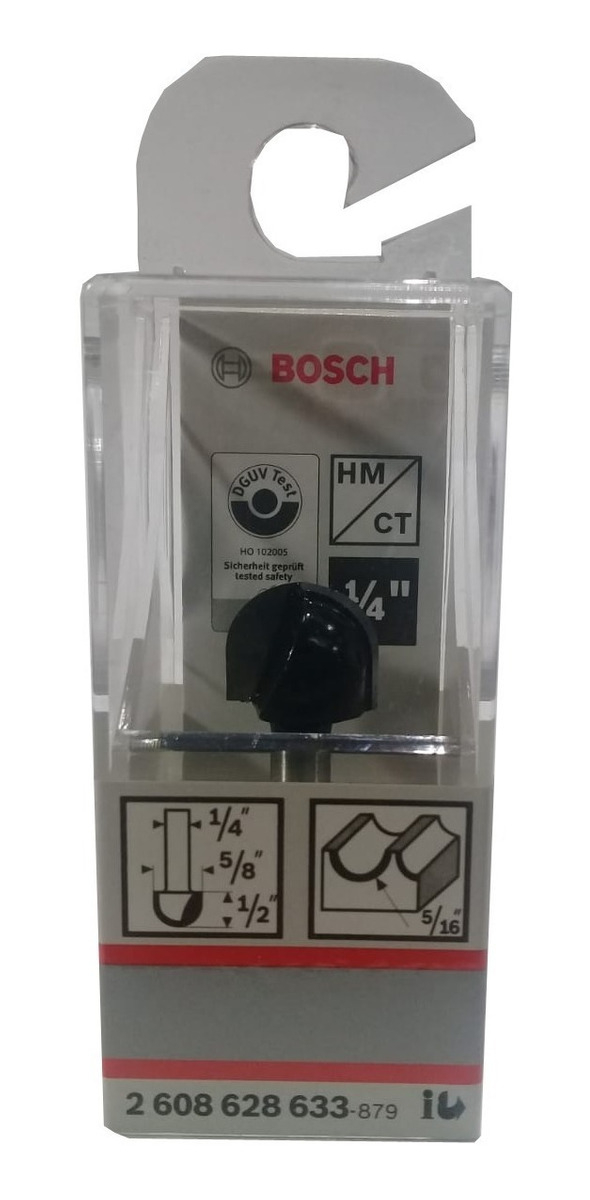 BOSCH
DGUV Test
HO 102005
Sicherheit geprüft
tested safety
HM
CT
1/4"
1/4"
5/8"
1/2"
5/16"
2 608 628 633-879